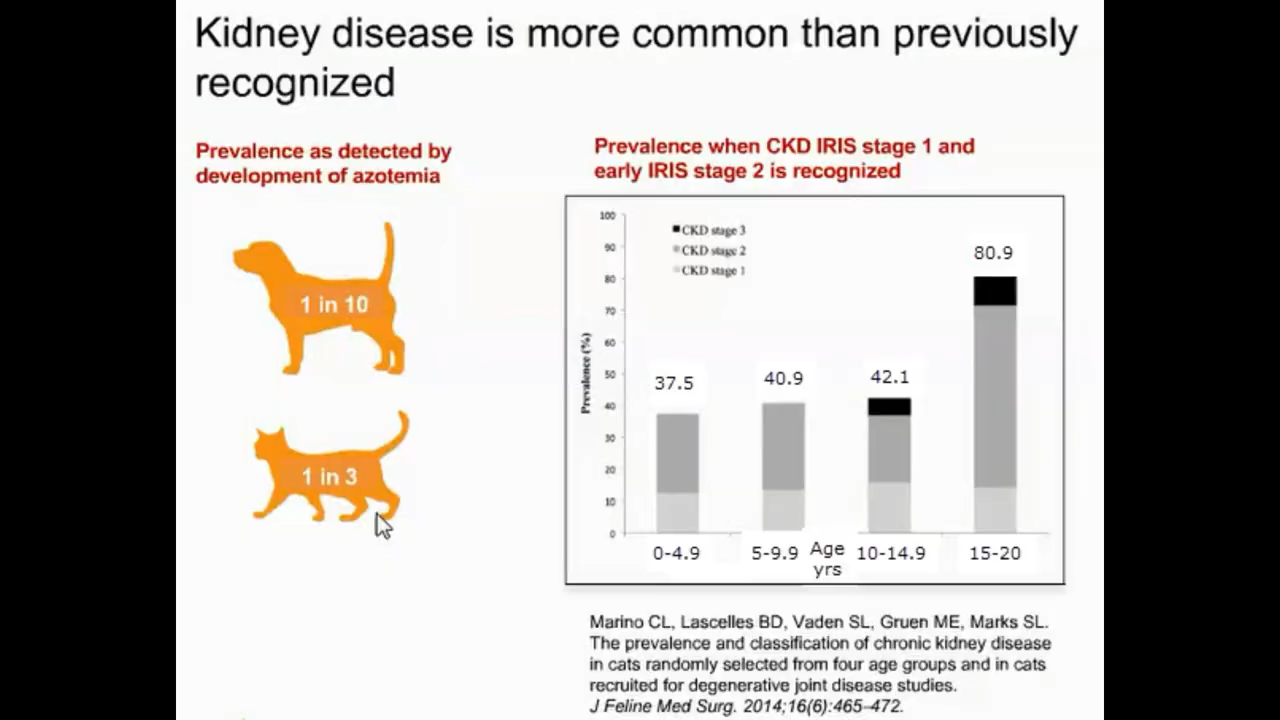 Kidney disease is more common than previously
recognized
Prevalence as detected by
development of azotemia
1 in 10
1 in 3
Prevalence when CKD IRIS stage 1 and
early IRIS stage 2 is recognized
100
90
80
70
60
50
40
30
20
10
0
Prevalence (%)
CKD stage 3
CKD stage 2
CKD stage 1
37.5
40.9
42.1
80.9
0-4.9
5-9.9
Age
yrs
10-14.9
15-20
Marino CL, Lascelles BD, Vaden SL, Gruen ME, Marks SL.
The prevalence and classification of chronic kidney disease
in cats randomly selected from four age groups and in cats
recruited for degenerative joint disease studies.
J Feline Med Surg. 2014;16(6):465–472.